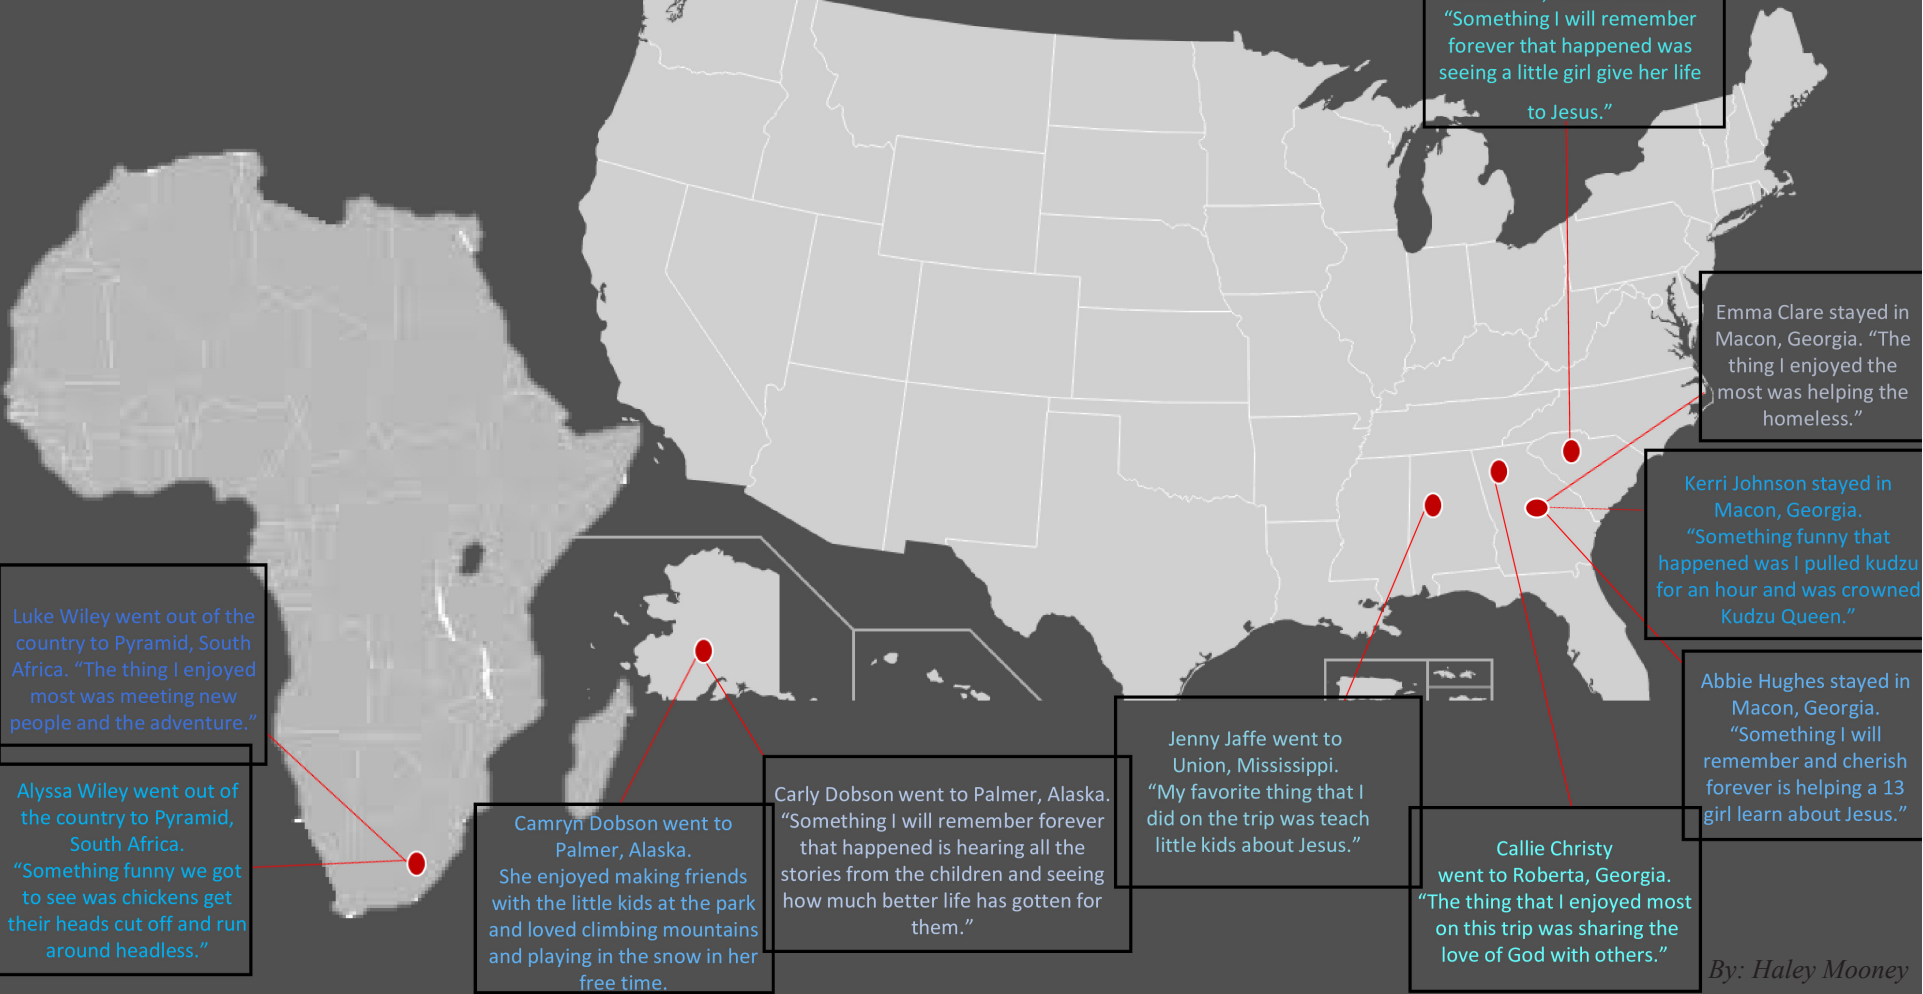 “Something I will remember
forever that happened was
seeing a little girl give her life
to Jesus.”
Emma Clare stayed in
Macon, Georgia. “The
thing I enjoyed the
most was helping the
homeless.”
Kerri Johnson stayed in
Macon, Georgia.
“Something funny that
happened was I pulled kudzu
for an hour and was crowned
Kudzu Queen.”
Luke Wiley went out of the
country to Pyramid, South
Africa. “The thing I enjoyed
most was meeting new
people and the adventure.”
Abbie Hughes stayed in
Macon, Georgia.
“Something I will
remember and cherish
forever is helping a 13
girl learn about Jesus.”
Alyssa Wiley went out of
the country to Pyramid,
South Africa.
“Something funny we got
to see was chickens get
their heads cut off and run
around headless.”
Camryn Dobson went to
Palmer, Alaska.
She enjoyed making friends
with the little kids at the park
and loved climbing mountains
and playing in the snow in her
free time.
Carly Dobson went to Palmer, Alaska.
“Something I will remember forever
that happened is hearing all the
stories from the children and seeing
how much better life has gotten for
them.”
Jenny Jaffe went to
Union, Mississippi.
“My favorite thing that I
did on the trip was teach
little kids about Jesus.”
Callie Christy
went to Roberta, Georgia.
“The thing that I enjoyed most
on this trip was sharing the
love of God with others.”
By: Haley Mooney